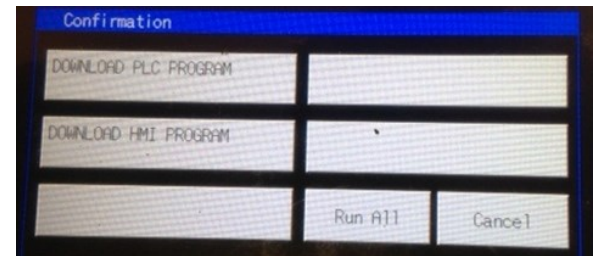 Confirmation
DOWNLOAD PLC PROGRAM
DOWNLOAD HMI PROGRAM
Run All
Cancel